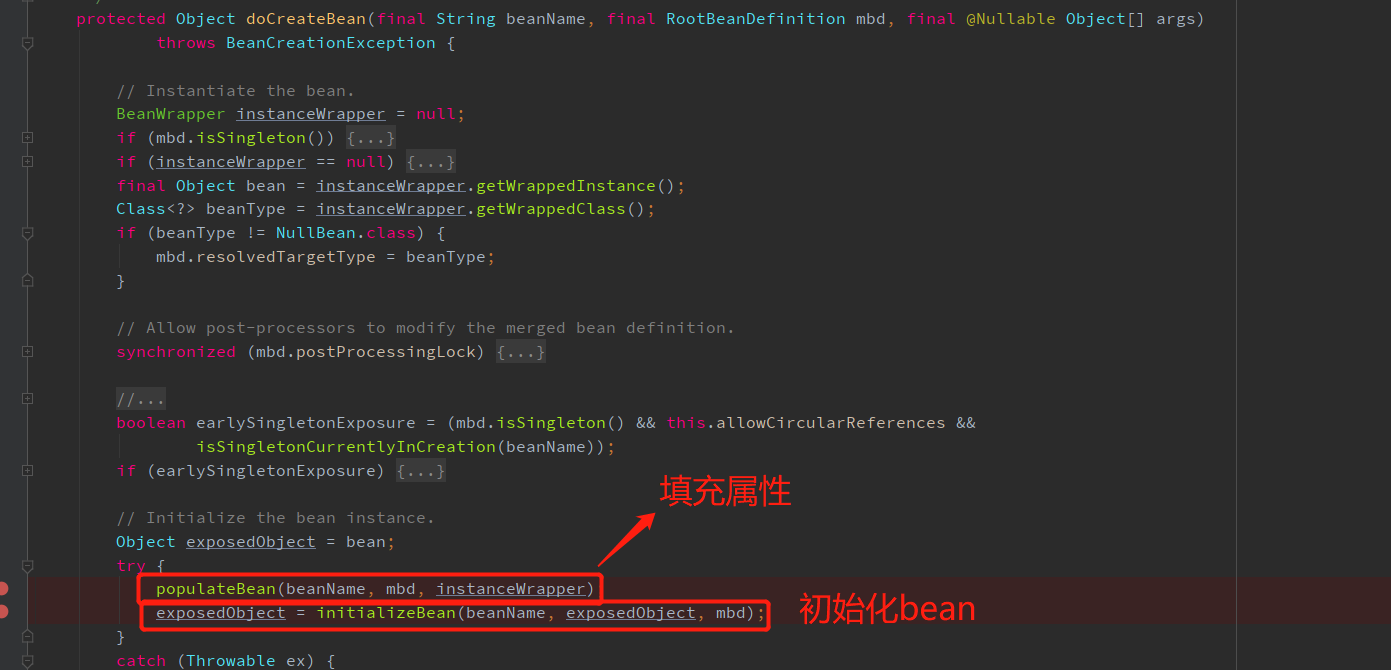 protected Object doCreateBean(final String beanName, final RootBeanDefinition mbd, final @Nullable Object[] args)
throws BeanCreationException {
// Instantiate the bean.
BeanWrapper instanceWrapper = null;
if (mbd.isSingleton()) {...}
if (instanceWrapper == null) {...}
final Object bean = instanceWrapper.getWrappedInstance();
Class<?> beanType = instanceWrapper.getWrappedClass();
if (beanType != NullBean.class) {
mbd.resolvedTargetType = beanType;
}
// Allow post-processors to modify the merged bean definition.
synchronized (mbd.postProcessingLock) {...}
//...
boolean earlySingletonExposure = (mbd.isSingleton() && this.allowCircularReferences &&
isSingletonCurrentlyInCreation(beanName));
if (earlySingletonExposure) {...}
填充属性
// Initialize the bean instance.
Object exposedObject = bean;
try {
populateBean(beanName, mbd, instanceWrapper)
exposedObject = initializeBean(beanName, exposedObject, mbd);
初始化bean
}
catch (Throwable ex) {